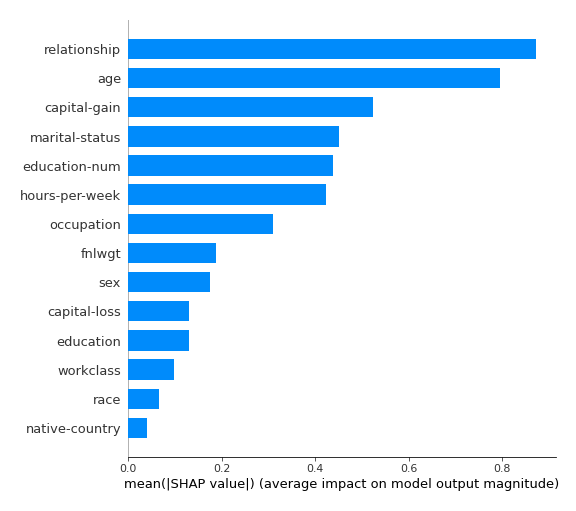 relationship
age
capital-gain
marital-status
education-num
hours-per-week
occupation
fnlwgt
sex
capital-loss
education
workclass
race
native-country
0.0 0.2 0.4 0.6 0.8
mean(|SHAP value|) (average impact on model output magnitude)